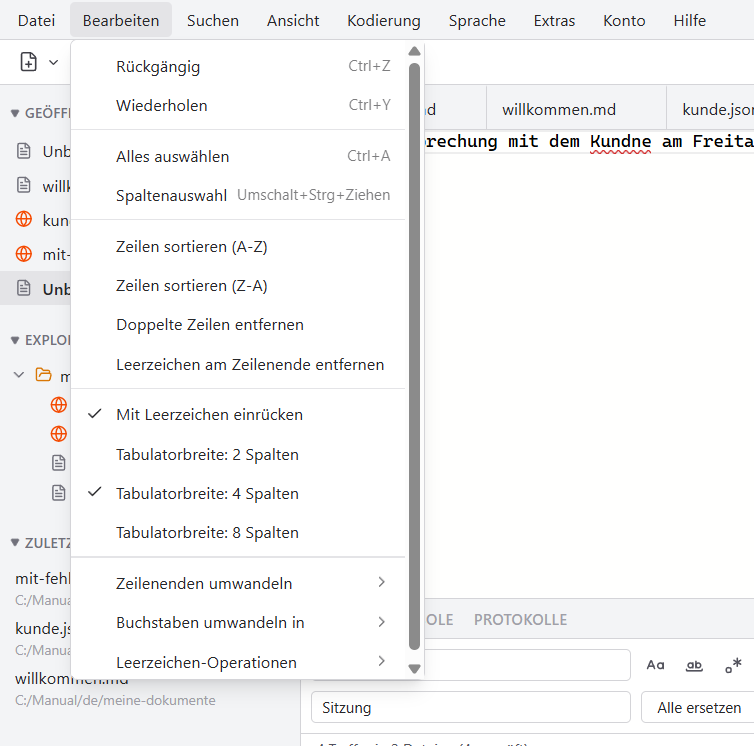 Datei Bearbeiten Suchen Ansicht Kodierung Sprache Extras Konto Hilfe
Rückgängig Ctrl+Z
Wiederholen Ctrl+Y
Alles auswählen Ctrl+A
Spaltenauswahl Umschalt+Strg+Ziehen
Zeilen sortieren (A-Z)
Zeilen sortieren (Z-A)
Doppelte Zeilen entfernen
Leerzeichen am Zeilenende entfernen
Mit Leerzeichen einrücken
Tabulatorbreite: 2 Spalten
Tabulatorbreite: 4 Spalten
Tabulatorbreite: 8 Spalten
Zeilenenden umwandeln
Buchstaben umwandeln in
Leerzeichen-Operationen
willkommen.md kunde.json
mit dem Kundne am
PROTOKOLLE
willkommen.md
C:/Manual/de/meine-dokumente
Aa ab .*
Sitzung Alle ersetzen